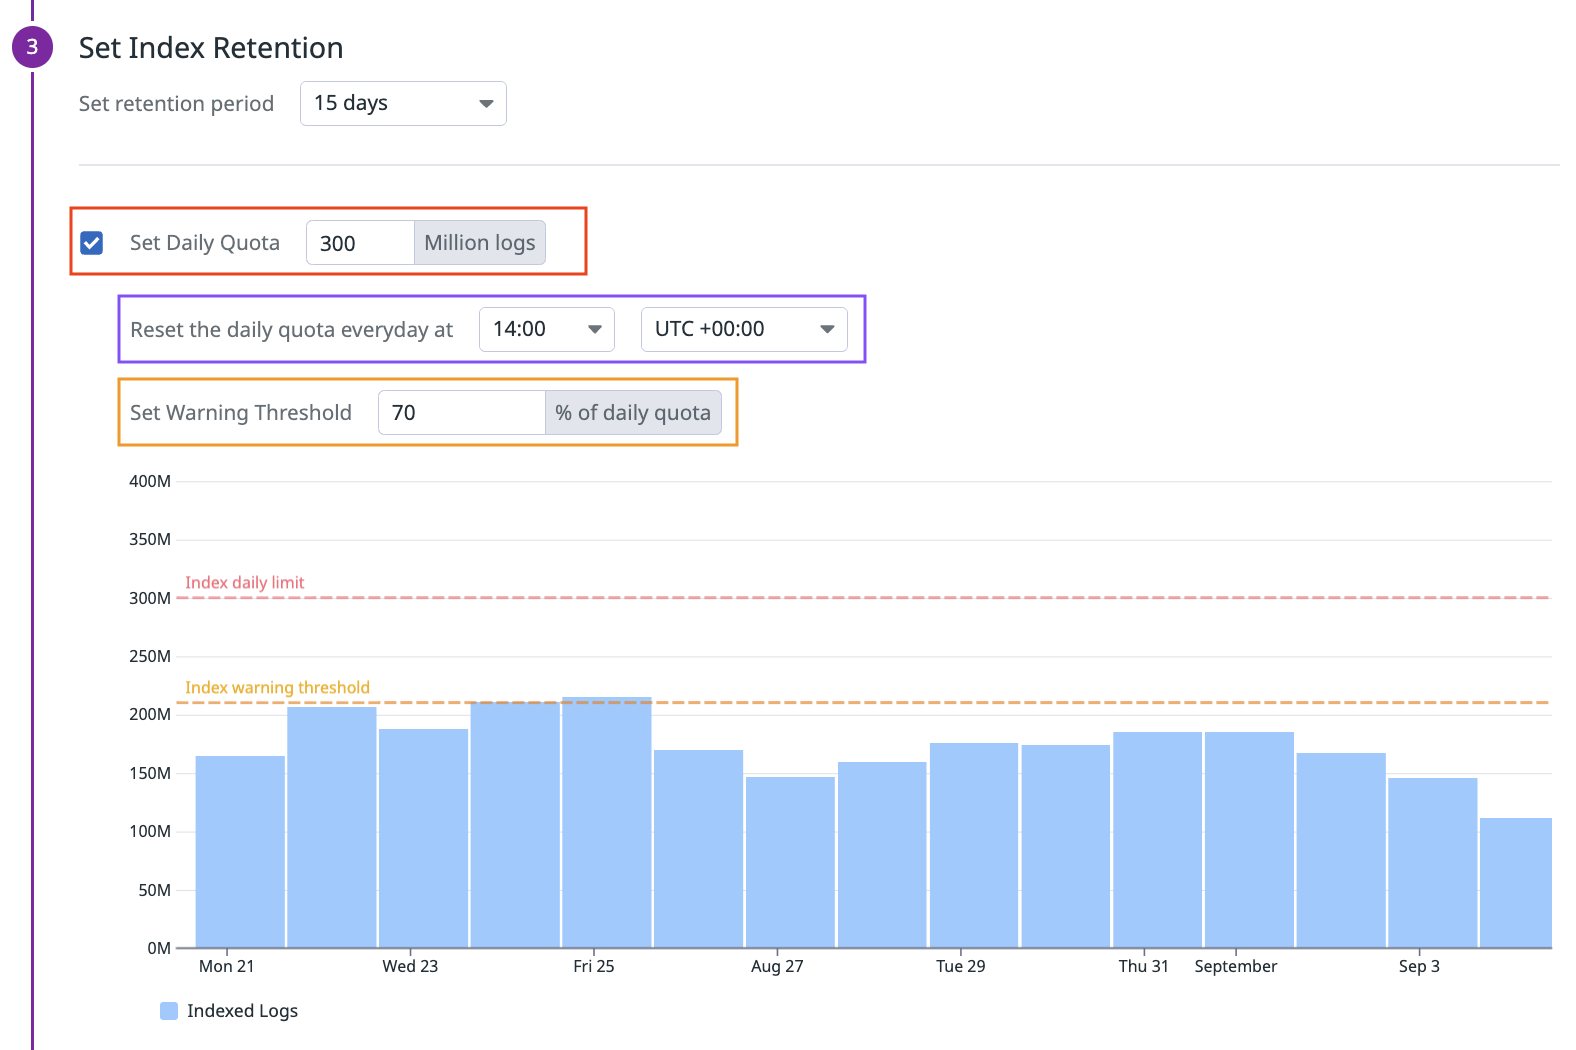 3
Set Index Retention
Set retention period 15 days
Set Daily Quota 300 Million logs
Reset the daily quota everyday at 14:00 UTC +00:00
Set Warning Threshold 70 % of daily quota
400M
350M
Index daily limit
300M
250M
Index warning threshold
200M
150M
100M
50M
0M
Mon 21 Wed 23 Fri 25 Aug 27 Tue 29 Thu 31 September Sep 3
Indexed Logs